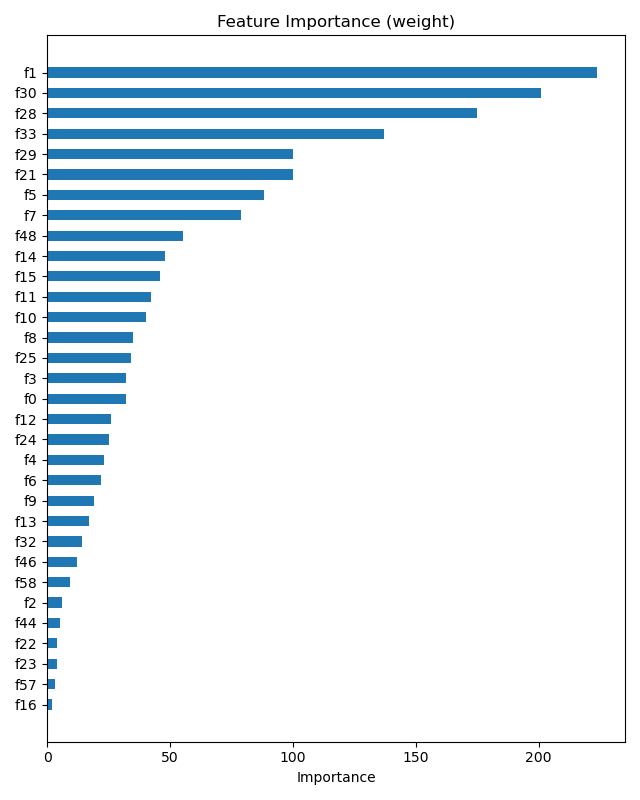 Feature Importance (weight)
f1
f30
f28
f33
f29
f21
f5
f7
f48
f14
f15
f11
f10
f8
f25
f3
f0
f12
f24
f4
f6
f9
f13
f32
f46
f58
f2
f44
f22
f23
f57
f16
0 50 100 150 200
Importance